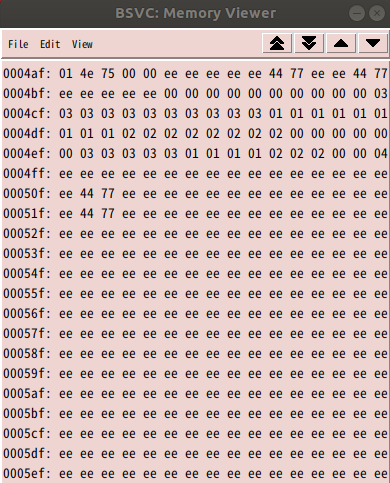 BSVC: Memory Viewer
File Edit View
0004af: 01 4e 75 00 00 ee ee ee ee ee 44 77 ee ee 44 77
0004bf: ee ee ee ee ee 00 00 00 00 00 00 00 00 00 00 03
0004cf: 03 03 03 03 03 03 03 03 03 03 01 01 01 01 01 01
0004df: 01 01 01 02 02 02 02 02 02 02 02 00 00 00 00 00
0004ef: 00 03 03 03 03 03 01 01 01 01 02 02 02 00 00 04
0004ff: ee ee ee ee ee ee ee ee ee ee ee ee ee ee ee ee
00050f: ee 44 77 ee ee ee ee ee ee ee ee ee ee ee ee ee
00051f: ee 44 77 ee ee ee ee ee ee ee ee ee ee ee ee ee
00052f: ee ee ee ee ee ee ee ee ee ee ee ee ee ee ee ee
00053f: ee ee ee ee ee ee ee ee ee ee ee ee ee ee ee ee
00054f: ee ee ee ee ee ee ee ee ee ee ee ee ee ee ee ee
00055f: ee ee ee ee ee ee ee ee ee ee ee ee ee ee ee ee
00056f: ee ee ee ee ee ee ee ee ee ee ee ee ee ee ee ee
00057f: ee ee ee ee ee ee ee ee ee ee ee ee ee ee ee ee
00058f: ee ee ee ee ee ee ee ee ee ee ee ee ee ee ee ee
00059f: ee ee ee ee ee ee ee ee ee ee ee ee ee ee ee ee
0005af: ee ee ee ee ee ee ee ee ee ee ee ee ee ee ee ee
0005bf: ee ee ee ee ee ee ee ee ee ee ee ee ee ee ee ee
0005cf: ee ee ee ee ee ee ee ee ee ee ee ee ee ee ee ee
0005df: ee ee ee ee ee ee ee ee ee ee ee ee ee ee ee ee
0005ef: ee ee ee ee ee ee ee ee ee ee ee ee ee ee ee ee